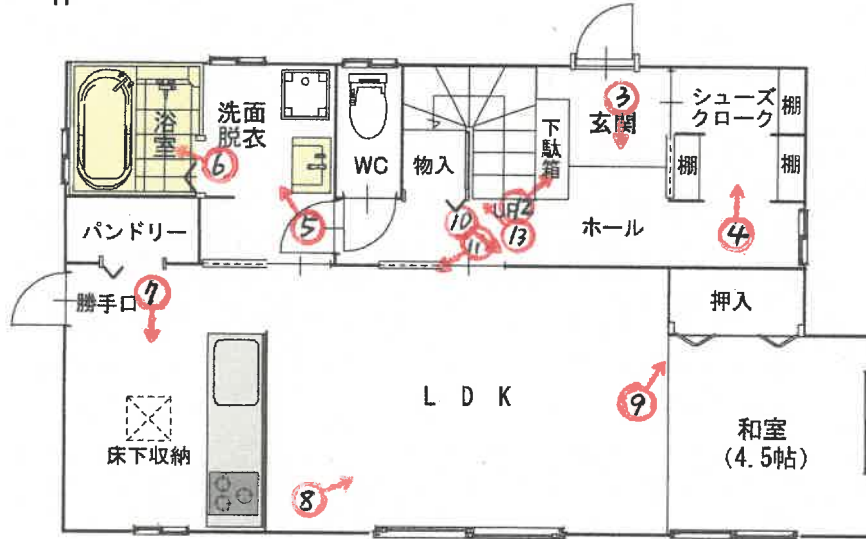 ③
玄関
シューズ
クローク
棚
棚
棚
洗面
脱衣
浴
室
⑥
WC
物入
下
駄
箱
UP
12
10
11
13
⑤
ホール
④
パンドリー
勝手口
⑦
押入
LDK
⑨
和室
(4.5帖)
床下収納
⑧